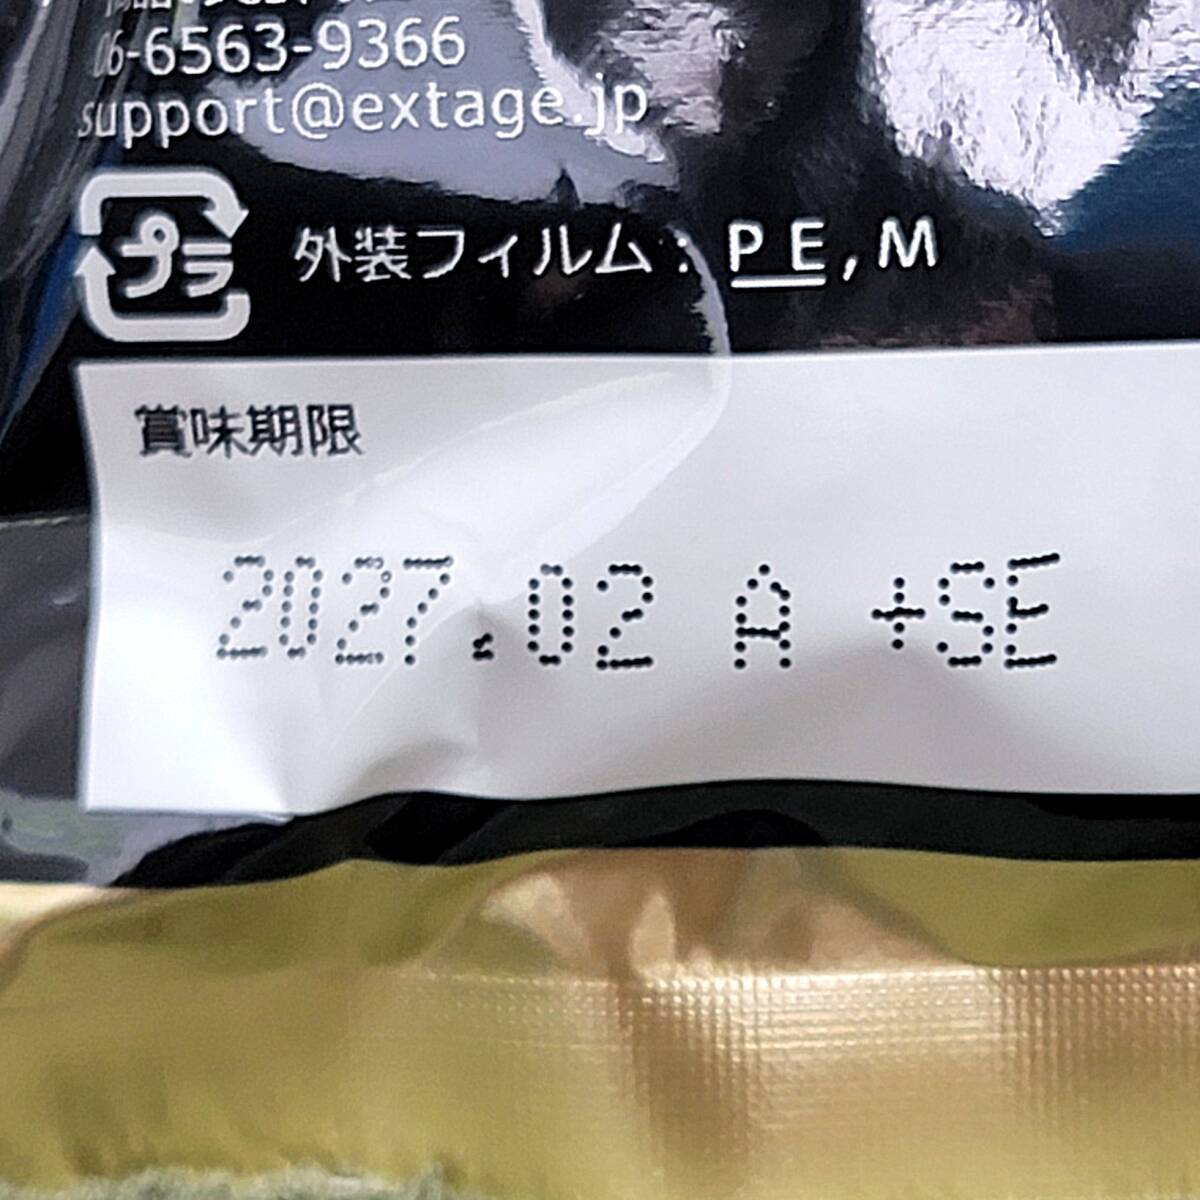 06-6563-9366
support@extage.jp
プラ
外装フィルム：PE,M
賞味期限
2027.02 A +SE